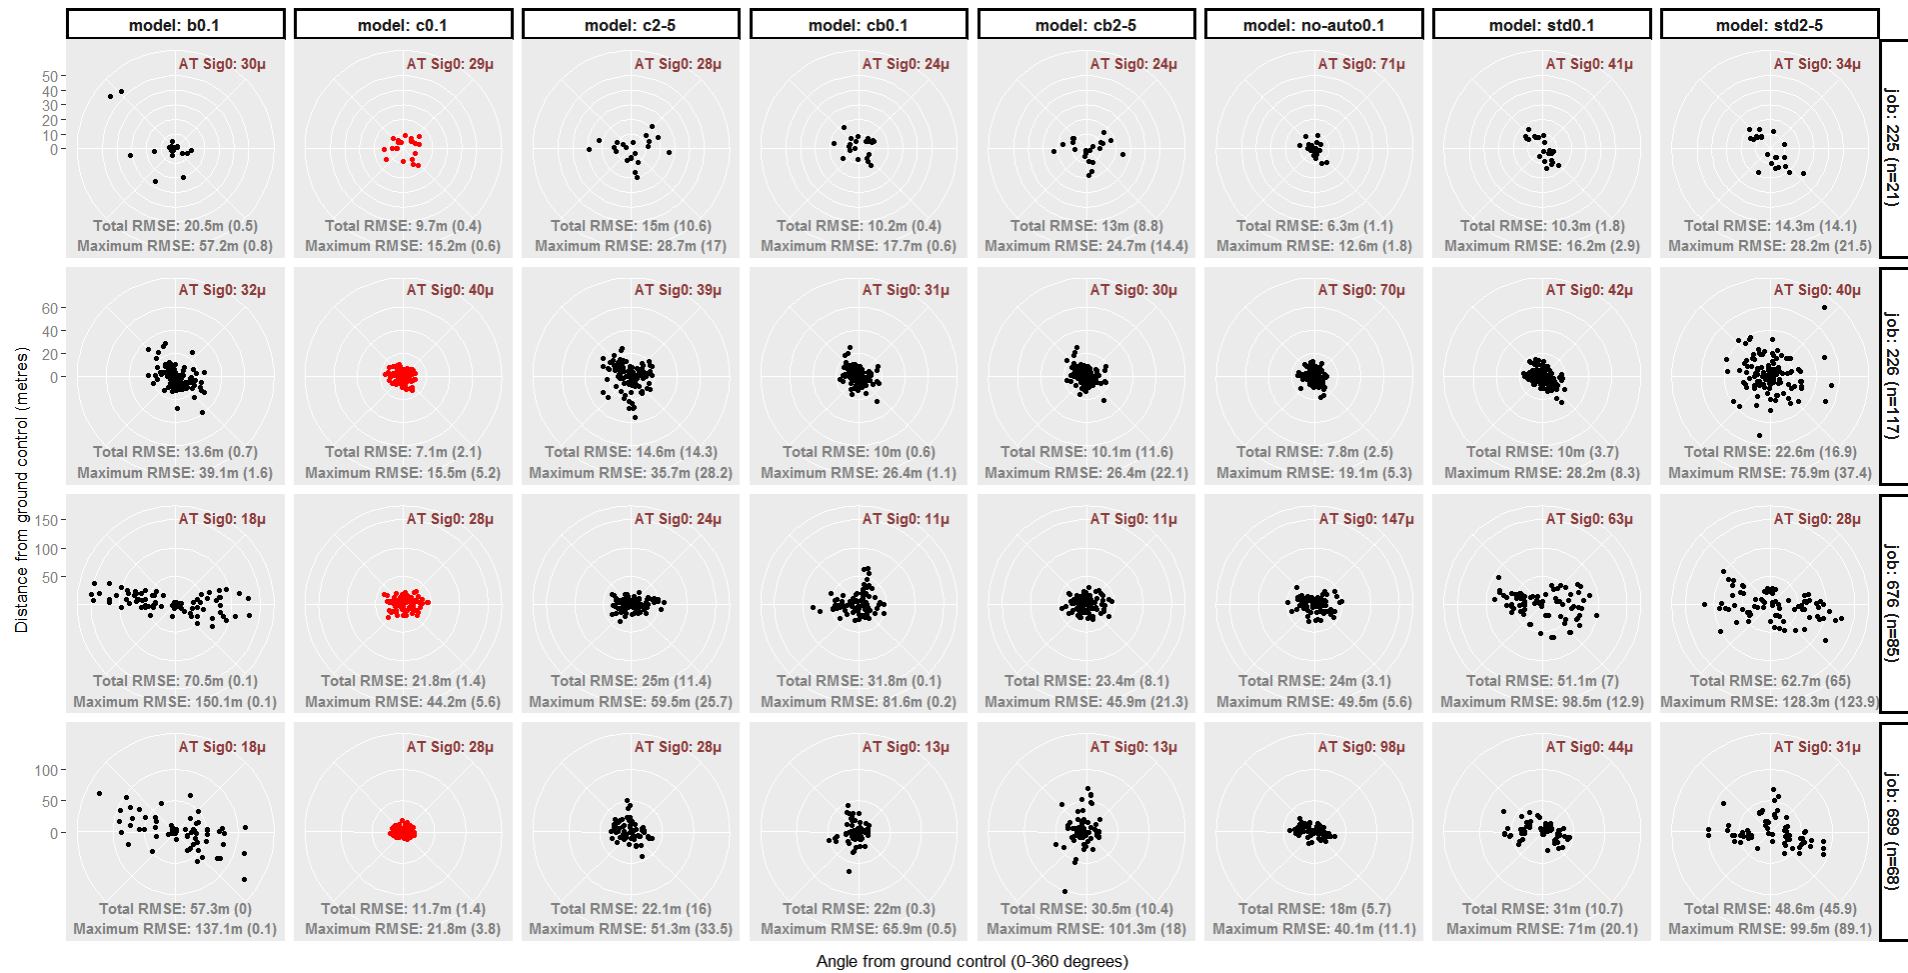 model: b0.1
model: c0.1
model: c2-5
model: cb0.1
model: cb2-5
model: no-auto0.1
model: std0.1
model: std2-5
Distance from ground control (metres)
50
40
30
20
10
0
AT Sig0: 30µ
Total RMSE: 20.5m (0.5)
Maximum RMSE: 57.2m (0.8)
AT Sig0: 29µ
Total RMSE: 9.7m (0.4)
Maximum RMSE: 15.2m (0.6)
AT Sig0: 28µ
Total RMSE: 15m (10.6)
Maximum RMSE: 28.7m (17)
AT Sig0: 24µ
Total RMSE: 10.2m (0.4)
Maximum RMSE: 17.7m (0.6)
AT Sig0: 24µ
Total RMSE: 13m (8.8)
Maximum RMSE: 24.7m (14.4)
AT Sig0: 71µ
Total RMSE: 6.3m (1.1)
Maximum RMSE: 12.6m (1.8)
AT Sig0: 41µ
Total RMSE: 10.3m (1.8)
Maximum RMSE: 16.2m (2.9)
AT Sig0: 34µ
Total RMSE: 14.3m (14.1)
Maximum RMSE: 28.2m (21.5)
job: 225 (n=21)
60
40
20
0
AT Sig0: 32µ
Total RMSE: 13.6m (0.7)
Maximum RMSE: 39.1m (1.6)
AT Sig0: 40µ
Total RMSE: 7.1m (2.1)
Maximum RMSE: 15.5m (5.2)
AT Sig0: 39µ
Total RMSE: 14.6m (14.3)
Maximum RMSE: 35.7m (28.2)
AT Sig0: 31µ
Total RMSE: 10m (0.6)
Maximum RMSE: 26.4m (1.1)
AT Sig0: 30µ
Total RMSE: 10.1m (11.6)
Maximum RMSE: 26.4m (22.1)
AT Sig0: 70µ
Total RMSE: 7.8m (2.5)
Maximum RMSE: 19.1m (5.3)
AT Sig0: 42µ
Total RMSE: 10m (3.7)
Maximum RMSE: 28.2m (8.3)
AT Sig0: 40µ
Total RMSE: 22.6m (16.9)
Maximum RMSE: 75.9m (37.4)
job: 226 (n=117)
150
100
50
AT Sig0: 18µ
Total RMSE: 70.5m (0.1)
Maximum RMSE: 150.1m (0.1)
AT Sig0: 28µ
Total RMSE: 21.8m (1.4)
Maximum RMSE: 44.2m (5.6)
AT Sig0: 24µ
Total RMSE: 25m (11.4)
Maximum RMSE: 59.5m (25.7)
AT Sig0: 11µ
Total RMSE: 31.8m (0.1)
Maximum RMSE: 81.6m (0.2)
AT Sig0: 11µ
Total RMSE: 23.4m (8.1)
Maximum RMSE: 45.9m (21.3)
AT Sig0: 147µ
Total RMSE: 24m (3.1)
Maximum RMSE: 49.5m (5.6)
AT Sig0: 63µ
Total RMSE: 51.1m (7)
Maximum RMSE: 98.5m (12.9)
AT Sig0: 28µ
Total RMSE: 62.7m (65)
Maximum RMSE: 128.3m (123.9)
job: 676 (n=85)
100
50
0
AT Sig0: 18µ
Total RMSE: 57.3m (0)
Maximum RMSE: 137.1m (0.1)
AT Sig0: 28µ
Total RMSE: 11.7m (1.4)
Maximum RMSE: 21.8m (3.8)
AT Sig0: 28µ
Total RMSE: 22.1m (16)
Maximum RMSE: 51.3m (33.5)
AT Sig0: 13µ
Total RMSE: 22m (0.3)
Maximum RMSE: 65.9m (0.5)
AT Sig0: 13µ
Total RMSE: 30.5m (10.4)
Maximum RMSE: 101.3m (18)
AT Sig0: 98µ
Total RMSE: 18m (5.7)
Maximum RMSE: 40.1m (11.1)
AT Sig0: 44µ
Total RMSE: 31m (10.7)
Maximum RMSE: 71m (20.1)
AT Sig0: 31µ
Total RMSE: 48.6m (45.9)
Maximum RMSE: 99.5m (89.1)
job: 699 (n=68)
Angle from ground control (0-360 degrees)